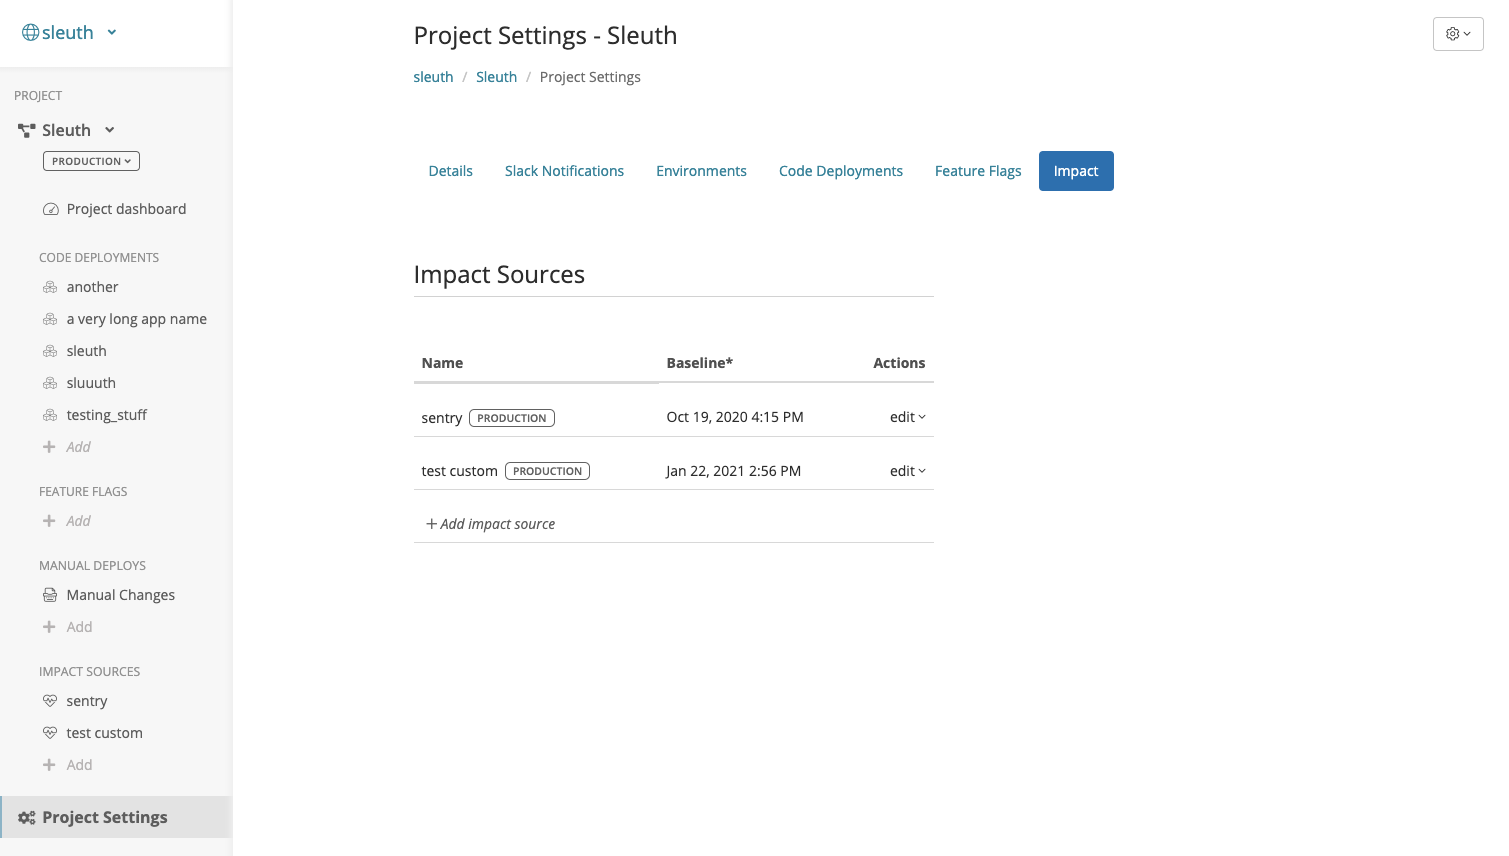 sleuth
PROJECT
Sleuth
PRODUCTION
Project dashboard
CODE DEPLOYMENTS
another
a very long app name
sleuth
sluuuth
testing_stuff
Add
FEATURE FLAGS
Add
MANUAL DEPLOYS
Manual Changes
Add
IMPACT SOURCES
sentry
test custom
Add
Project Settings
Project Settings - Sleuth
sleuth / Sleuth / Project Settings
Details Slack Notifications Environments Code Deployments Feature Flags Impact
Impact Sources
Name Baseline* Actions
sentry PRODUCTION Oct 19, 2020 4:15 PM edit
test custom PRODUCTION Jan 22, 2021 2:56 PM edit
+ Add impact source